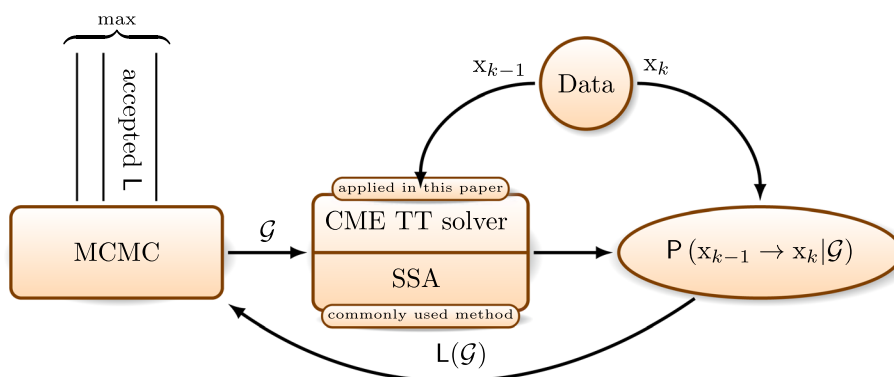 max
accepted L
x_{k−1}
Data
x_k
applied in this paper
CME TT solver
MCMC
𝒢
P (x_{k−1} → x_k|𝒢)
SSA
commonly used method
L(𝒢)